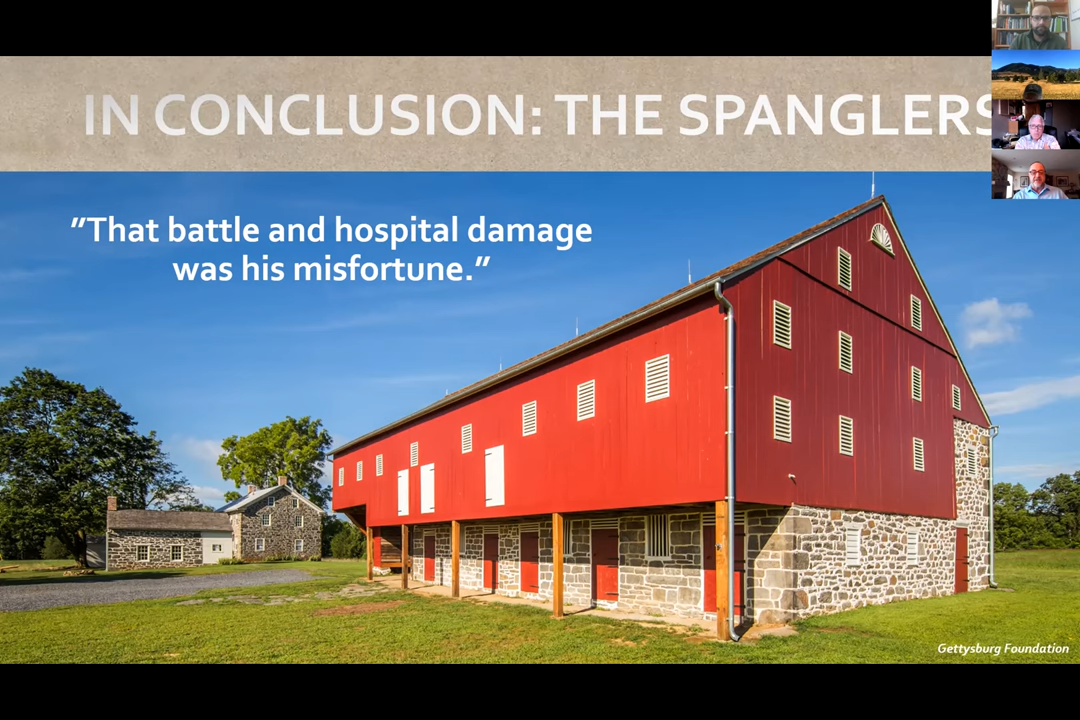 IN CONCLUSION: THE SPANGLERS
"That battle and hospital damage
was his misfortune."
Gettysburg Foundation